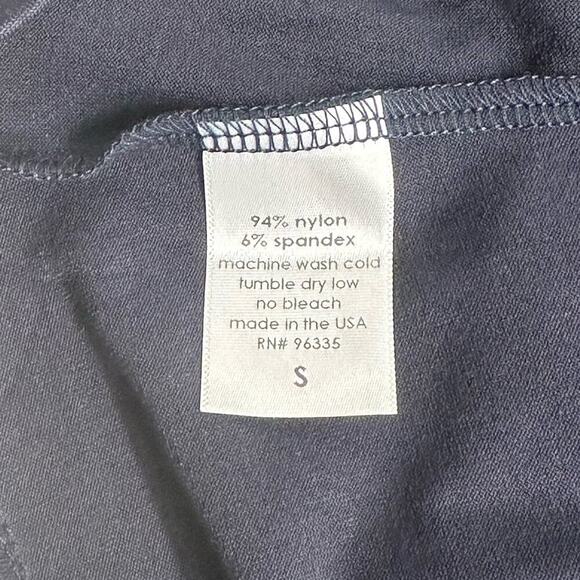 94% nylon
6% spandex
machine wash cold
tumble dry low
no bleach
made in the USA
RN# 96335
S